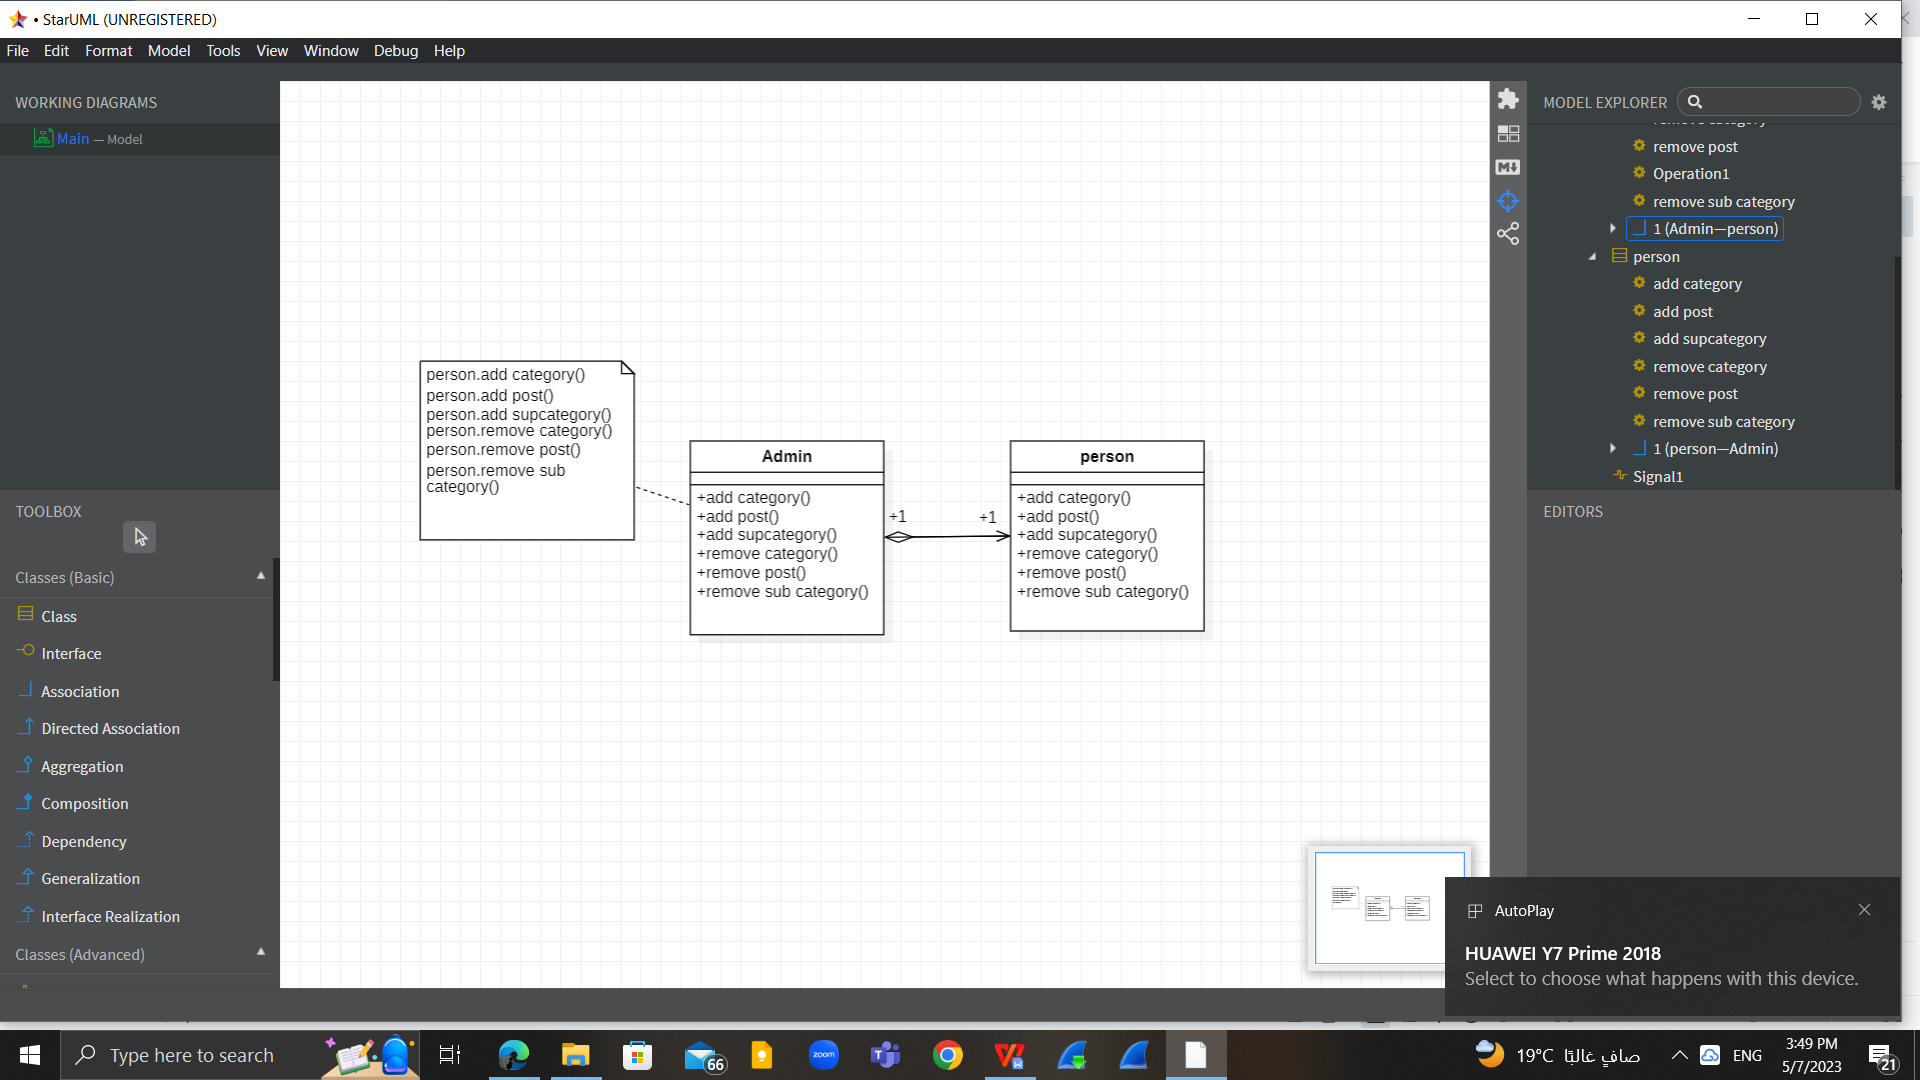 • StarUML (UNREGISTERED)
File Edit Format Model Tools View Window Debug Help
WORKING DIAGRAMS
Main — Model
TOOLBOX
Classes (Basic)
Class
Interface
Association
Directed Association
Aggregation
Composition
Dependency
Generalization
Interface Realization
Classes (Advanced)
person.add category()
person.add post()
person.add supcategory()
person.remove category()
person.remove post()
person.remove sub
category()
Admin
+add category()
+add post()
+add supcategory()
+remove category()
+remove post()
+remove sub category()
+1
+1
person
+add category()
+add post()
+add supcategory()
+remove category()
+remove post()
+remove sub category()
MODEL EXPLORER
remove category
remove post
Operation1
remove sub category
1 (Admin—person)
person
add category
add post
add supcategory
remove category
remove post
remove sub category
1 (person—Admin)
Signal1
EDITORS
AutoPlay
HUAWEI Y7 Prime 2018
Select to choose what happens with this device.
Type here to search
66
zoom
19°C صافٍ غالبًا
ENG
3:49 PM
5/7/2023
21